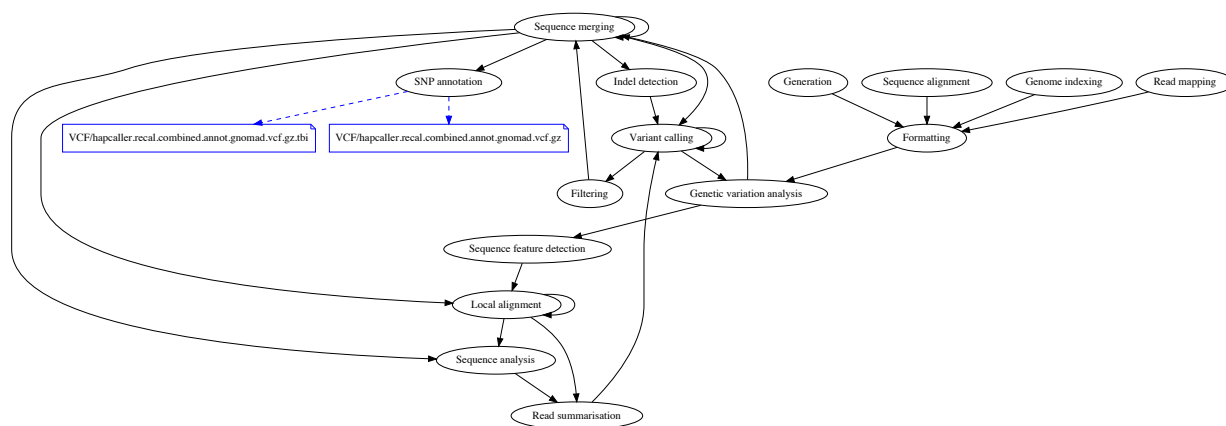 Sequence merging
SNP annotation
Indel detection
Generation
Sequence alignment
Genome indexing
Read mapping
VCF/hapcaller.recal.combined.annot.gnomad.vcf.gz.tbi
VCF/hapcaller.recal.combined.annot.gnomad.vcf.gz
Variant calling
Formatting
Filtering
Genetic variation analysis
Sequence feature detection
Local alignment
Sequence analysis
Read summarisation